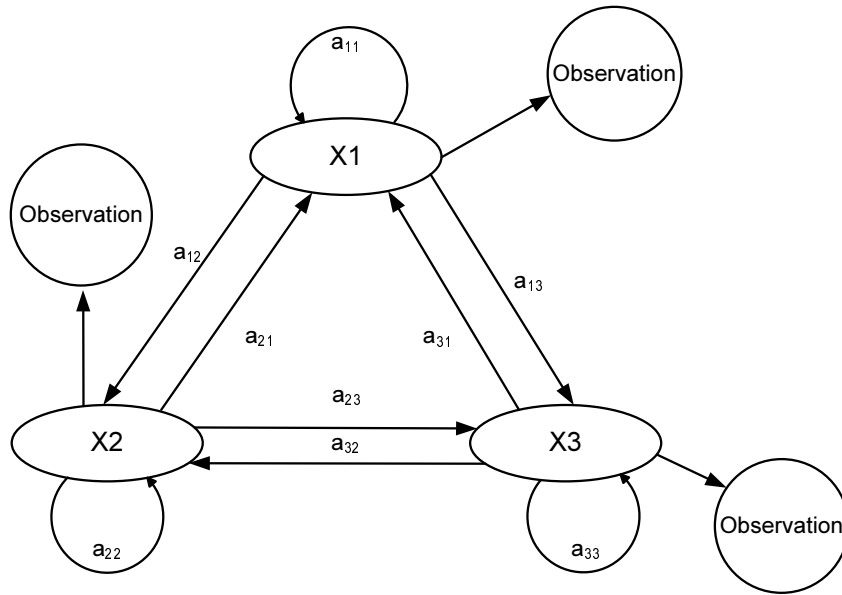 a₁₁
Observation
X1
Observation
a₁₂
a₁₃
a₂₁
a₃₁
a₂₃
X2
a₃₂
X3
Observation
a₂₂
a₃₃